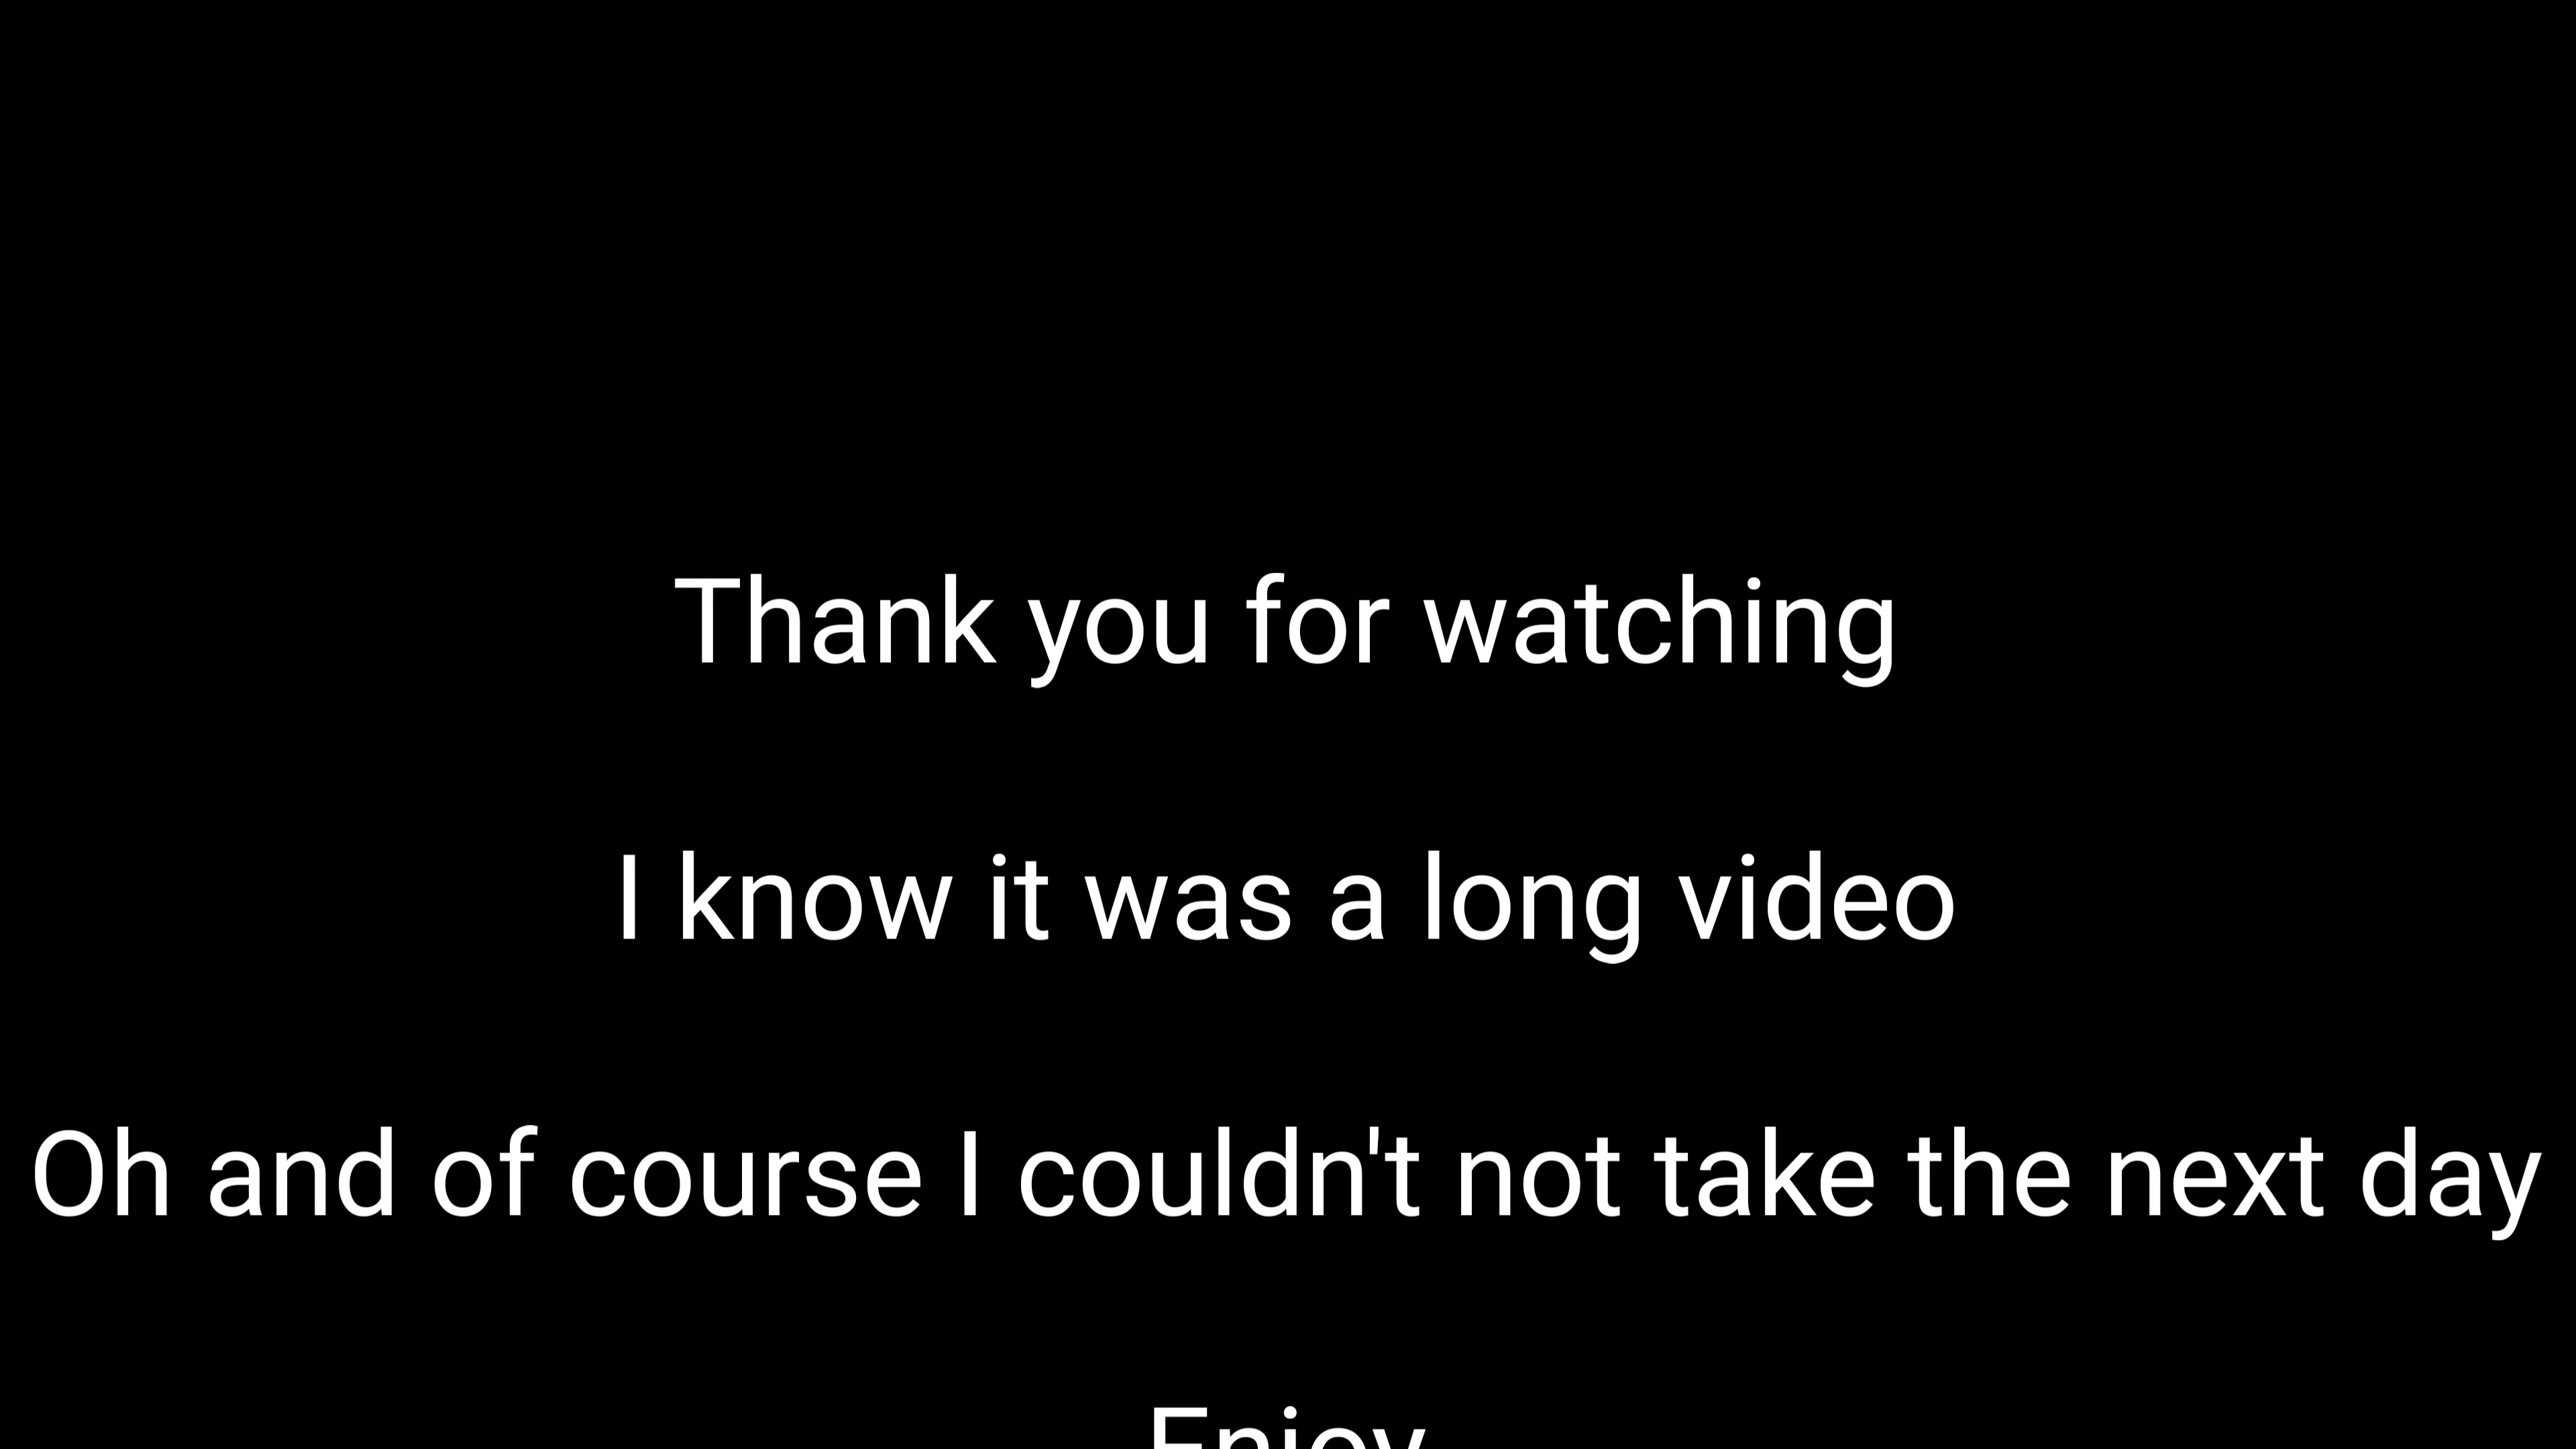 Thank you for watching
I know it was a long video
Oh and of course I couldn't not take the next day
Enjoy